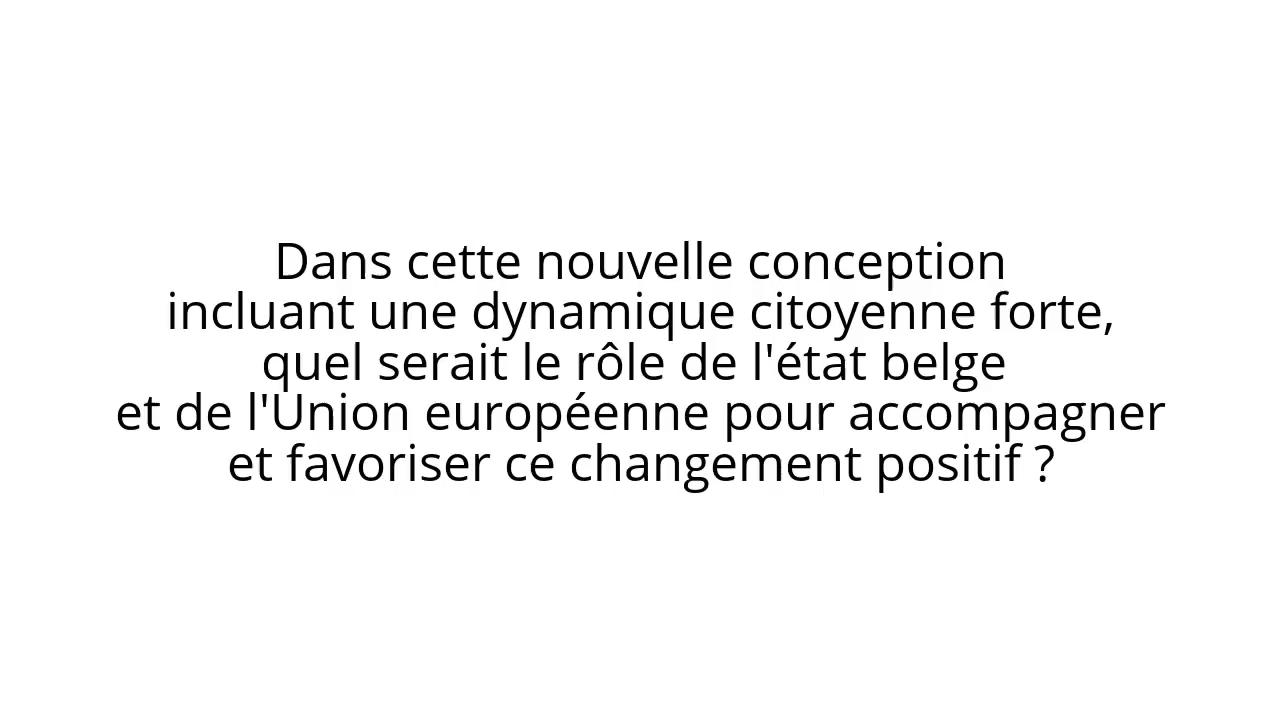 Dans cette nouvelle conception
incluant une dynamique citoyenne forte,
quel serait le rôle de l'état belge
et de l'Union européenne pour accompagner
et favoriser ce changement positif ?